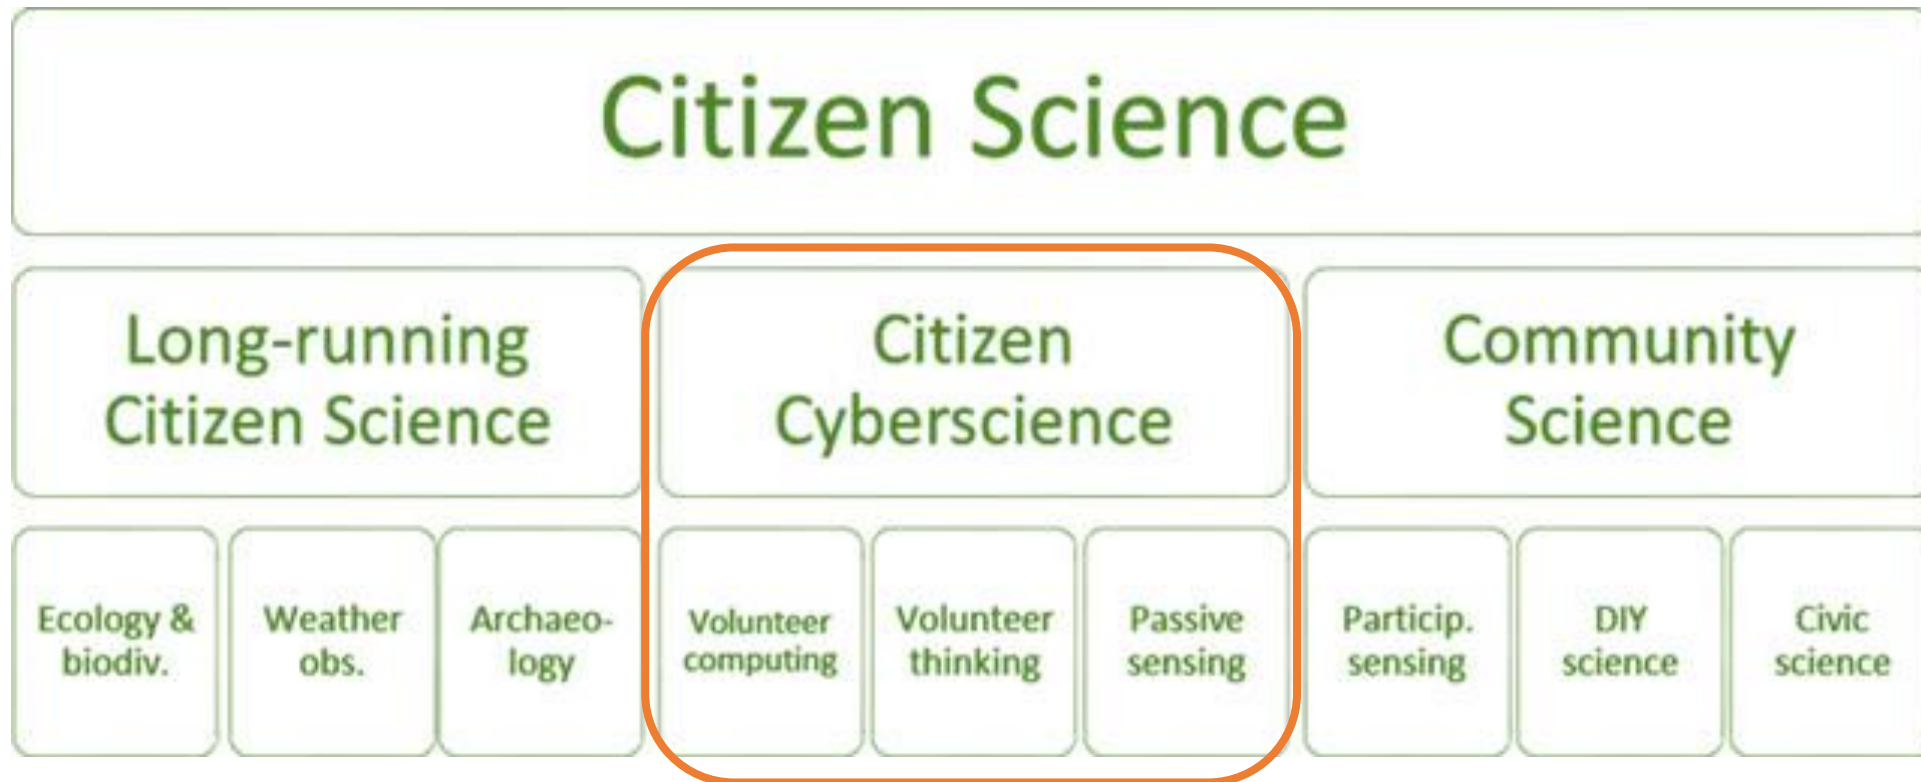 Citizen Science
Long-running
Citizen Science
Citizen
Cyberscience
Community
Science
Ecology &
biodiv.
Weather
obs.
Archaeo-
logy
Volunteer
computing
Volunteer
thinking
Passive
sensing
Particip.
sensing
DIY
science
Civic
science